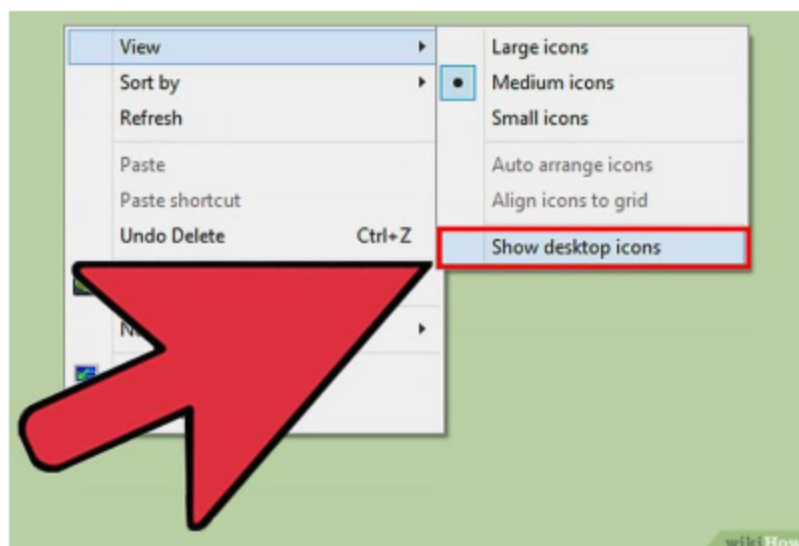 View
Sort by
Refresh
Paste
Paste shortcut
Undo Delete Ctrl+Z
Large icons
Medium icons
Small icons
Auto arrange icons
Align icons to grid
Show desktop icons
wikiHow